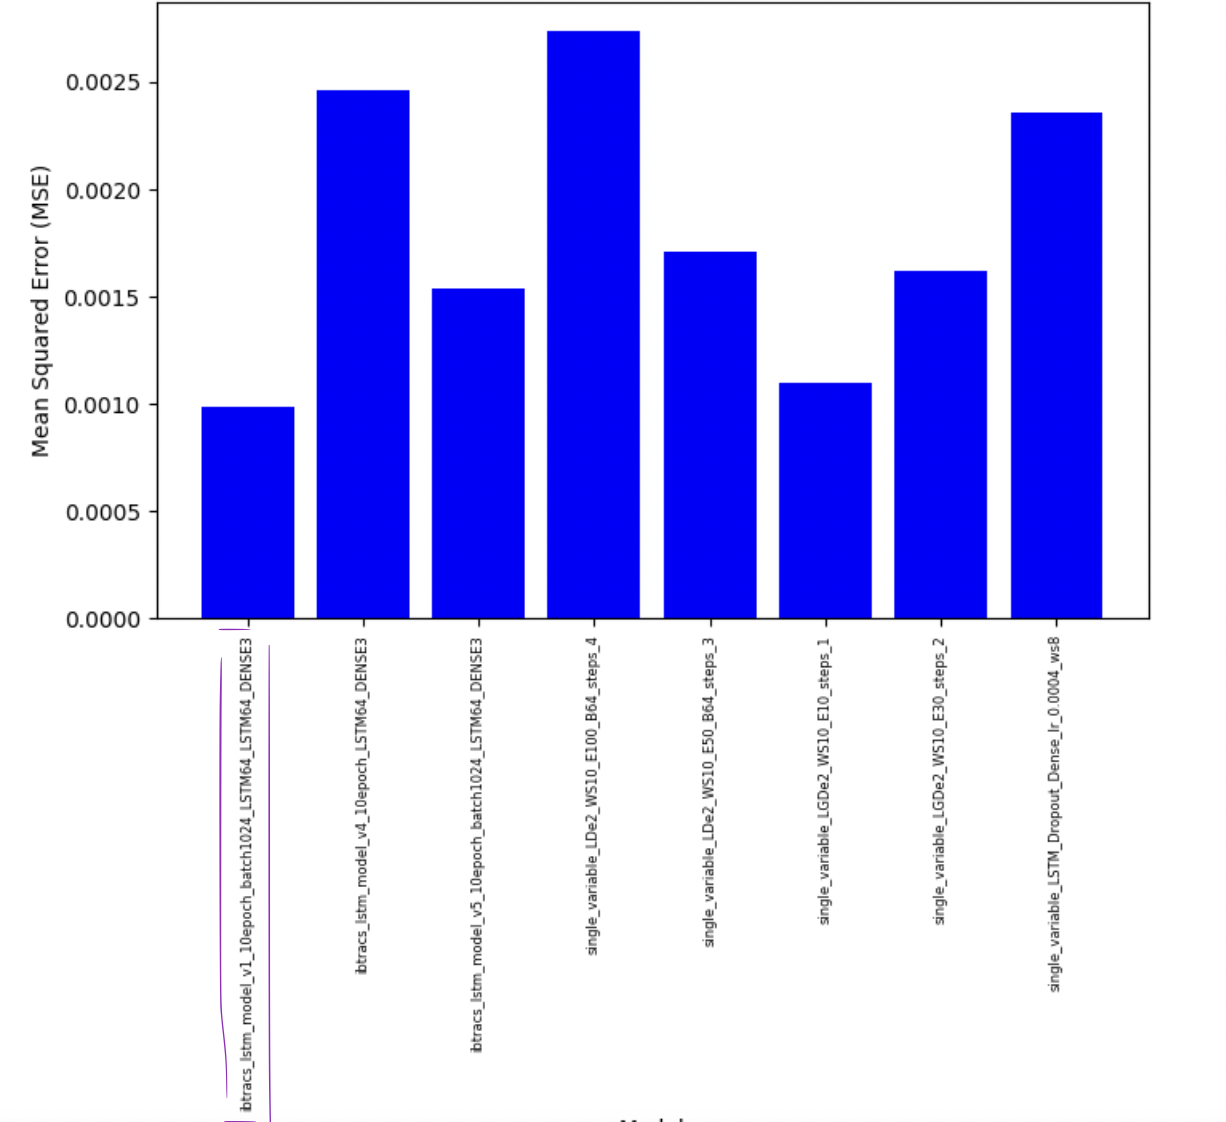 Mean Squared Error (MSE)
0.0025
0.0020
0.0015
0.0010
0.0005
0.0000
ibtracs_lstm_model_v1_10epoch_batch1024_LSTM64_LSTM64_DENSE3
ibtracs_lstm_model_v4_10epoch_LSTM64_DENSE3
ibtracs_lstm_model_v5_10epoch_batch1024_LSTM64_DENSE3
single_variable_LDe2_WS10_E100_B64_steps_4
single_variable_LDe2_WS10_E50_B64_steps_3
single_variable_LGDe2_WS10_E10_steps_1
single_variable_LGDe2_WS10_E30_steps_2
single_variable_LSTM_Dropout_Dense_lr_0.0004_ws8